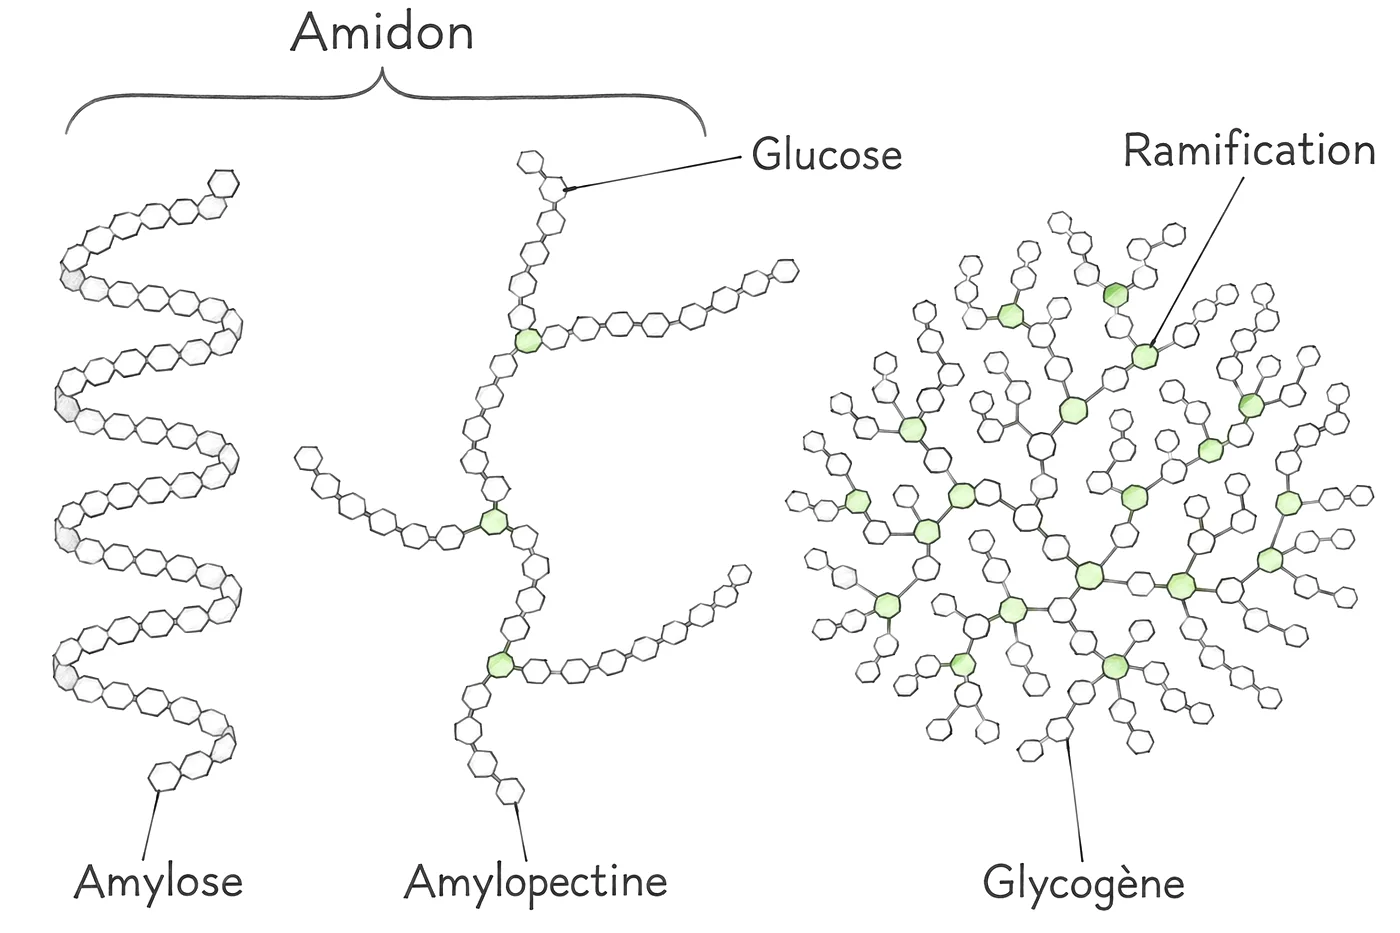 Amidon
Glucose
Ramification
Amylose
Amylopectine
Glycogène